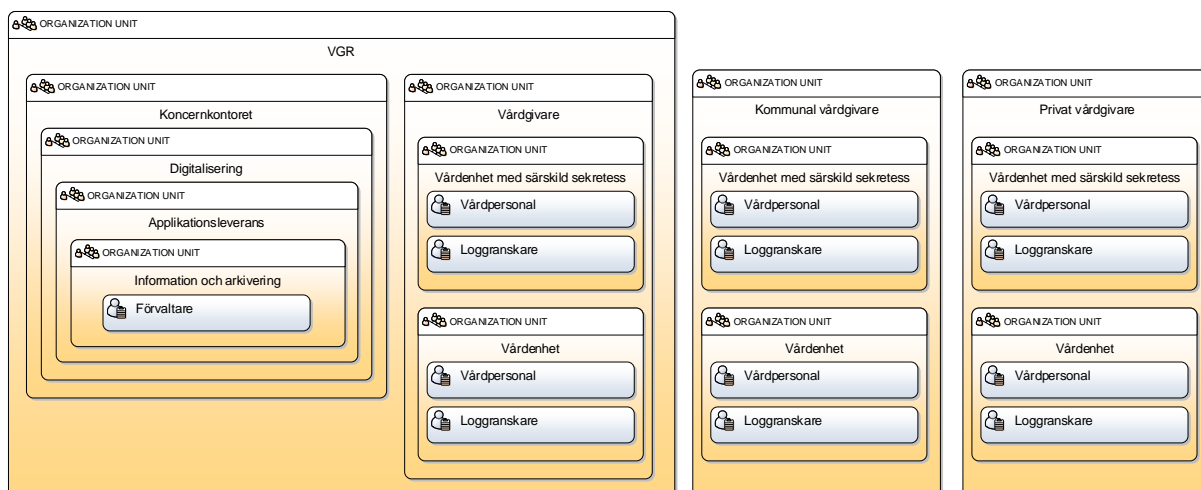 ORGANIZATION UNIT
VGR
ORGANIZATION UNIT
Koncernkontoret
ORGANIZATION UNIT
Digitalisering
ORGANIZATION UNIT
Applikationsleverans
ORGANIZATION UNIT
Information och arkivering
Förvaltare
ORGANIZATION UNIT
Vårdgivare
ORGANIZATION UNIT
Vårdenhet med särskild sekretess
Vårdpersonal
Loggranskare
ORGANIZATION UNIT
Vårdenhet
Vårdpersonal
Loggranskare
ORGANIZATION UNIT
Kommunal vårdgivare
ORGANIZATION UNIT
Vårdenhet med särskild sekretess
Vårdpersonal
Loggranskare
ORGANIZATION UNIT
Vårdenhet
Vårdpersonal
Loggranskare
ORGANIZATION UNIT
Privat vårdgivare
ORGANIZATION UNIT
Vårdenhet med särskild sekretess
Vårdpersonal
Loggranskare
ORGANIZATION UNIT
Vårdenhet
Vårdpersonal
Loggranskare